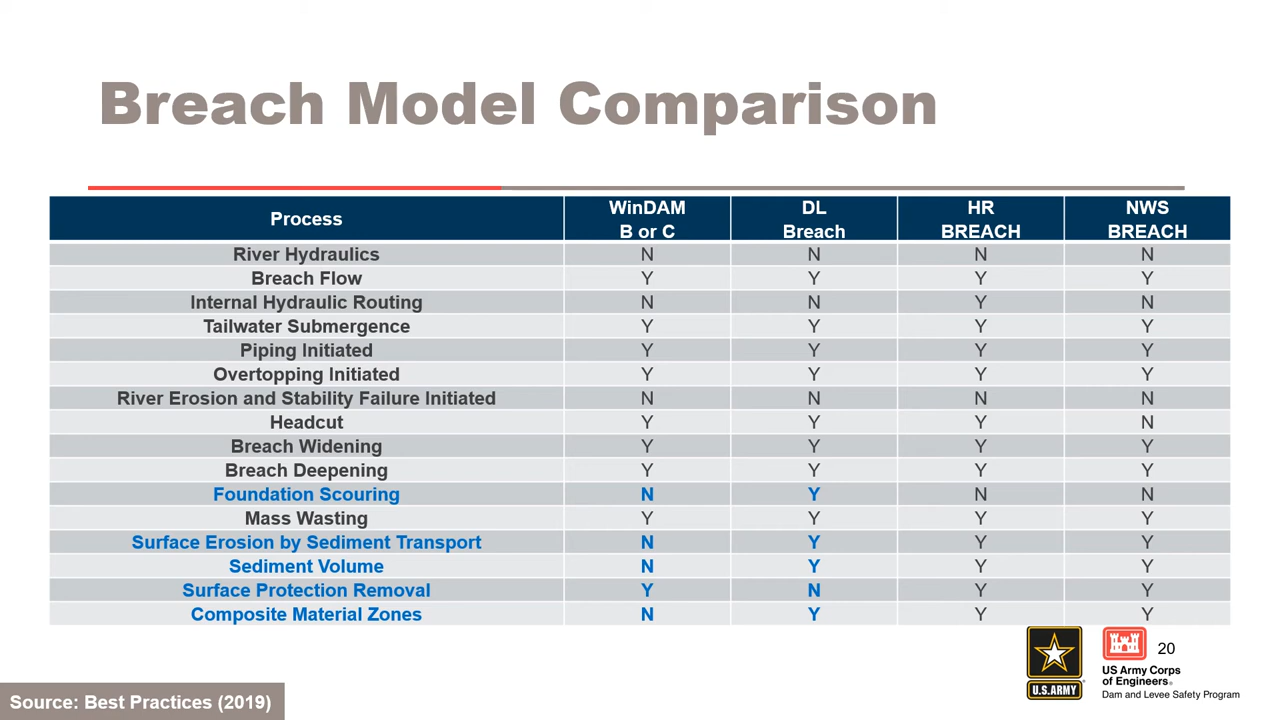 Breach Model Comparison
Process WinDAM B or C DL Breach HR BREACH NWS BREACH
River Hydraulics N N N N
Breach Flow Y Y Y Y
Internal Hydraulic Routing N N Y N
Tailwater Submergence Y Y Y Y
Piping Initiated Y Y Y Y
Overtopping Initiated Y Y Y Y
River Erosion and Stability Failure Initiated N N N N
Headcut Y Y Y N
Breach Widening Y Y Y Y
Breach Deepening Y Y Y Y
Foundation Scouring N Y N N
Mass Wasting Y Y Y Y
Surface Erosion by Sediment Transport N Y Y Y
Sediment Volume N Y Y Y
Surface Protection Removal Y N Y Y
Composite Material Zones N Y Y Y
U.S.ARMY
20
US Army Corps
of Engineers®
Dam and Levee Safety Program
Source: Best Practices (2019)